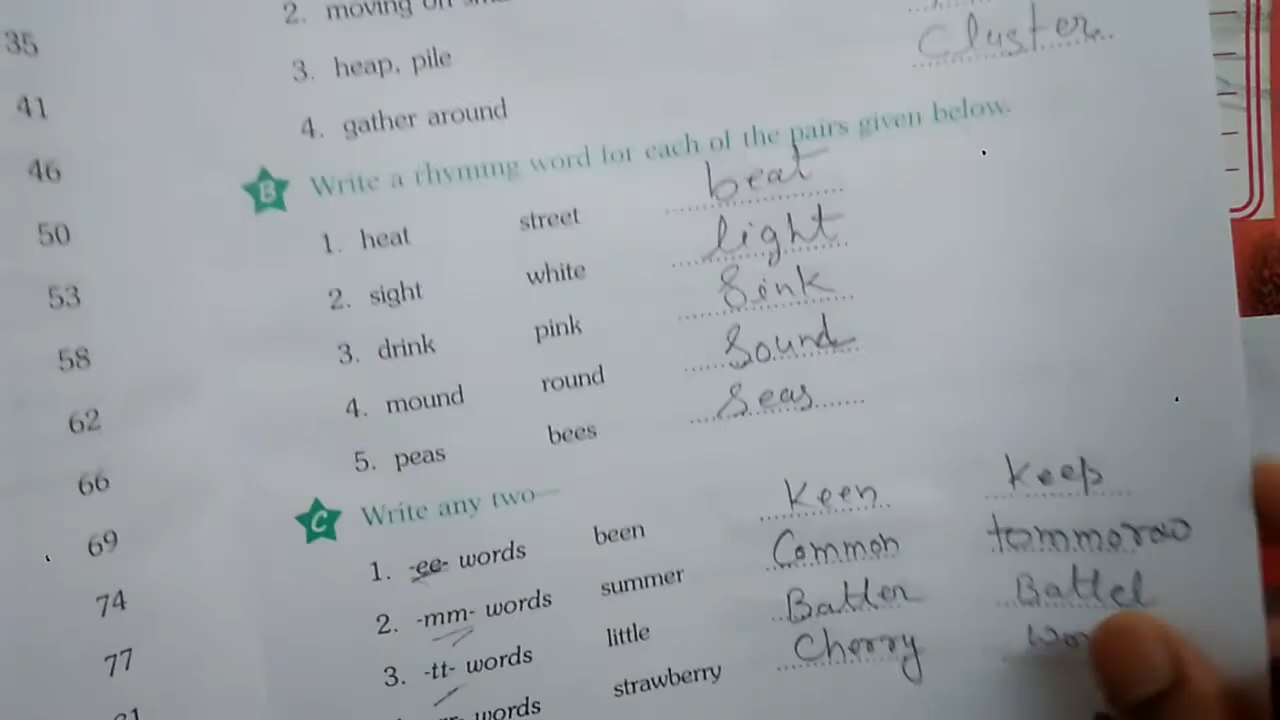 35
41
46
50
53
58
62
66
69
74
77
2. moving on
3. heap, pile
Cluster
4. gather around
B Write a rhyming word for each of the pairs given below.
1. heat street beat
2. sight white light
3. drink pink Sink
4. mound round Sound
5. peas bees Seas
C Write any two—
1. -ee- words been Keen Keep
2. -mm- words summer Common tommorow
3. -tt- words little Batter Battel
words strawberry Cherry